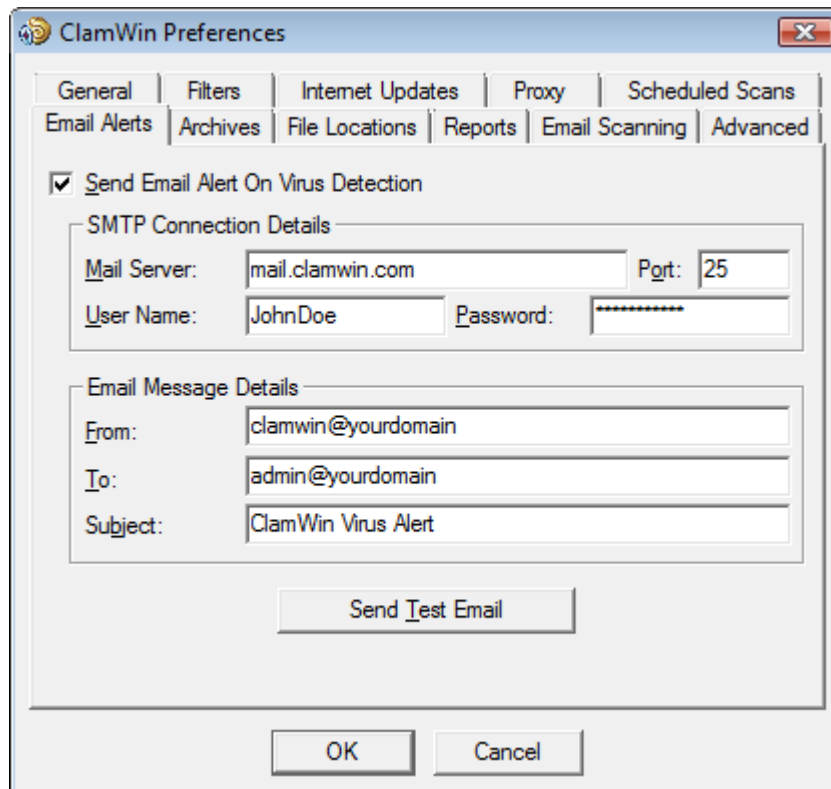 ClamWin Preferences
General Filters Internet Updates Proxy Scheduled Scans
Email Alerts Archives File Locations Reports Email Scanning Advanced
Send Email Alert On Virus Detection
SMTP Connection Details
Mail Server: mail.clamwin.com Port: 25
User Name: JohnDoe Password: ***********
Email Message Details
From: clamwin@yourdomain
To: admin@yourdomain
Subject: ClamWin Virus Alert
Send Test Email
OK Cancel